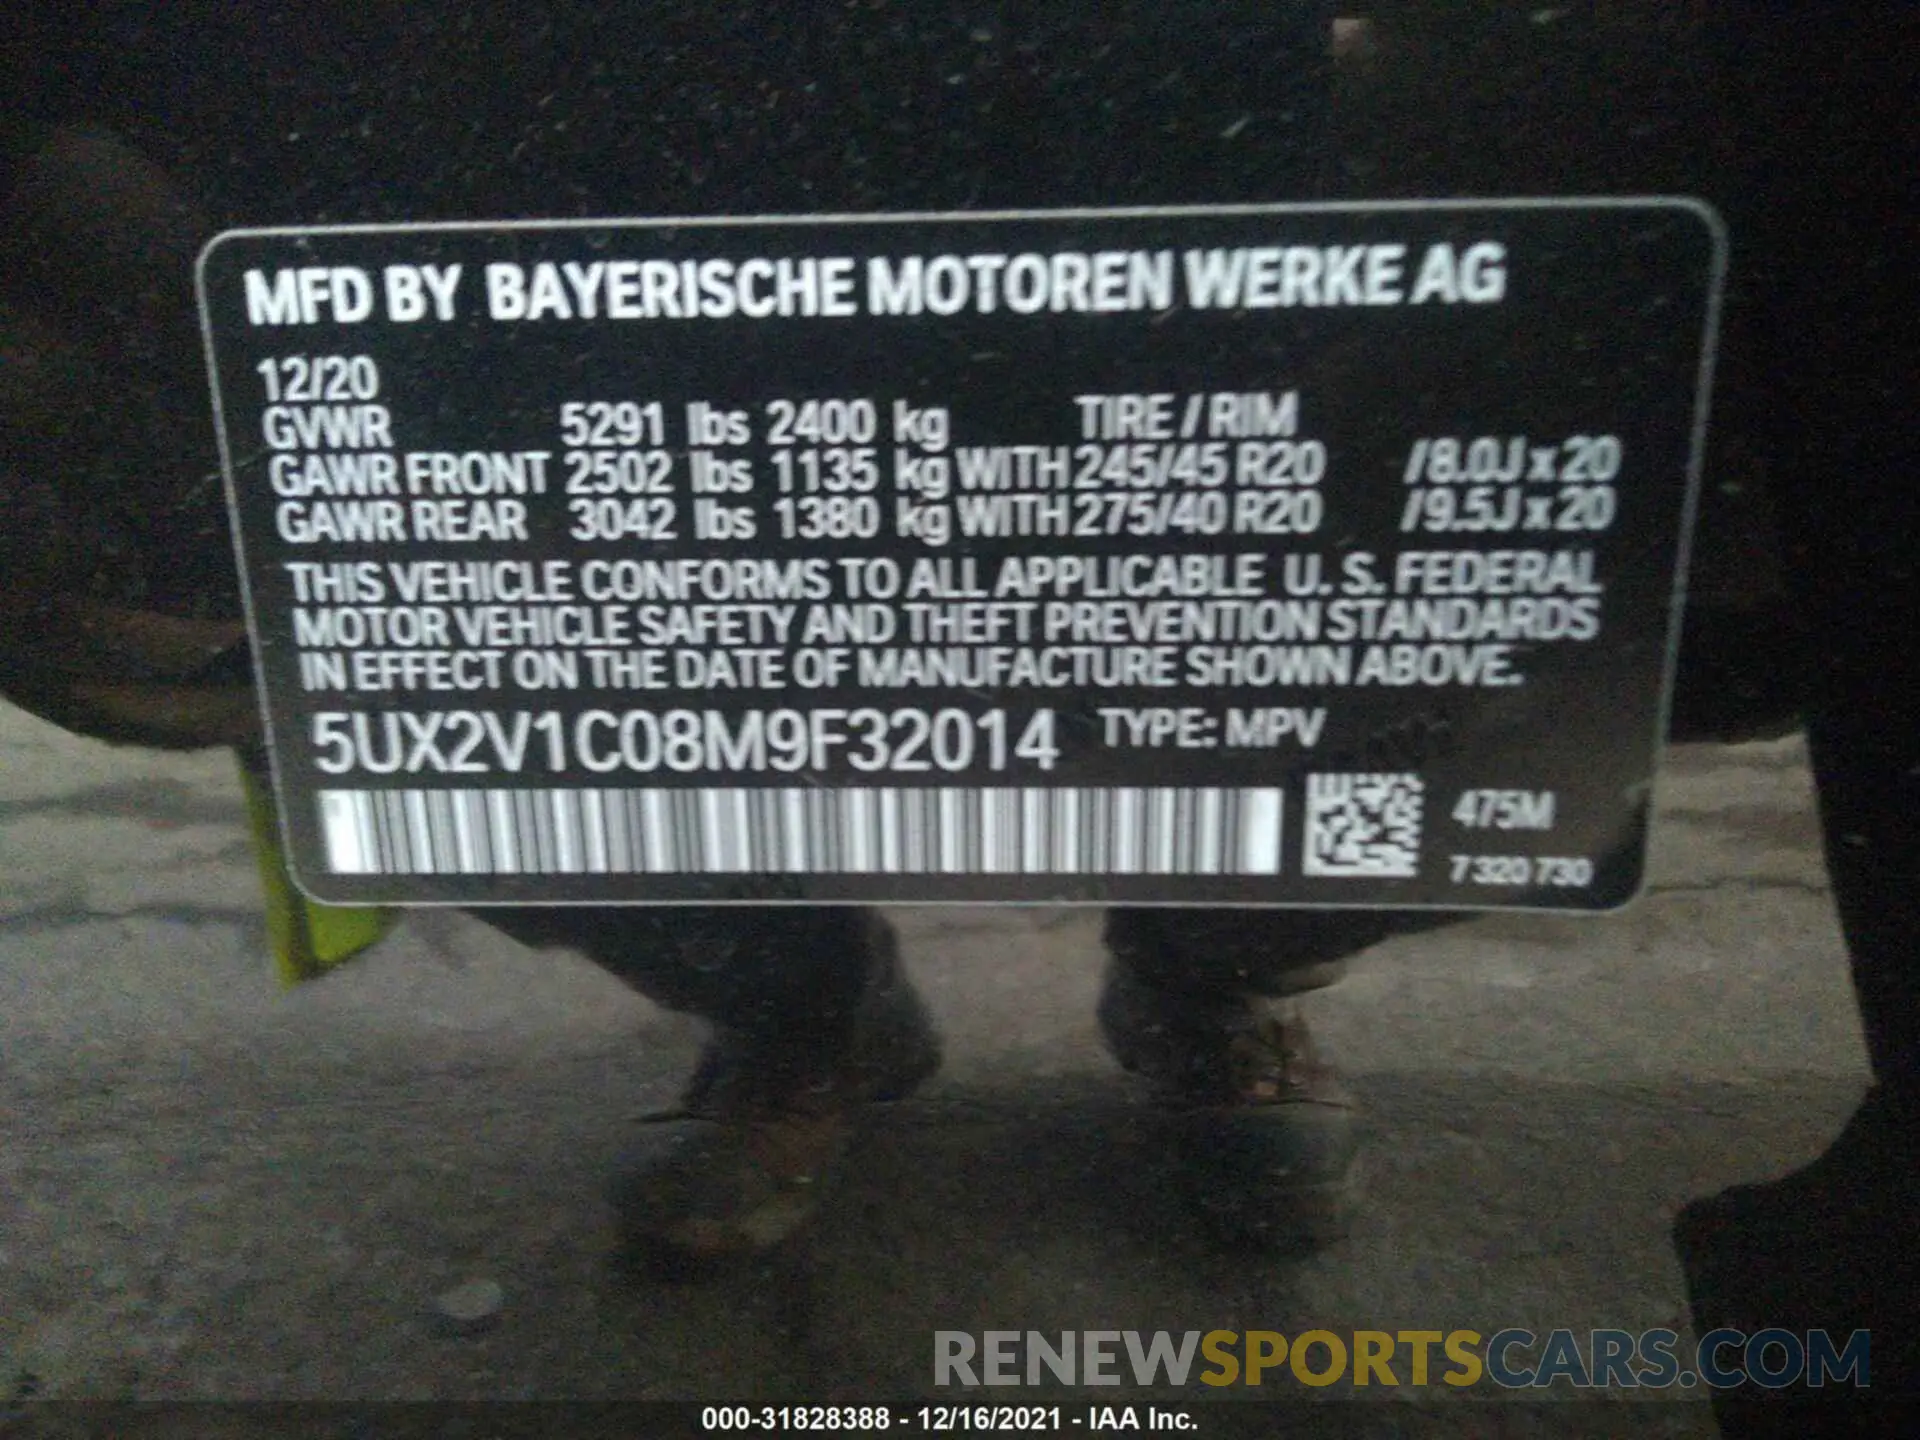 MFD BY BAYERISCHE MOTOREN WERKE AG
12/20
GVWR 5291 lbs 2400 kg TIRE / RIM
GAWR FRONT 2502 lbs 1135 kg WITH 245/45 R20 /8.0J x 20
GAWR REAR 3042 lbs 1380 kg WITH 275/40 R20 /9.5J x 20
THIS VEHICLE CONFORMS TO ALL APPLICABLE U. S. FEDERAL
MOTOR VEHICLE SAFETY AND THEFT PREVENTION STANDARDS
IN EFFECT ON THE DATE OF MANUFACTURE SHOWN ABOVE.
5UX2V1C08M9F32014 TYPE: MPV
475M
7 320 730
RENEWSPORTSCARS.COM
000-31828388 - 12/16/2021 - IAA Inc.